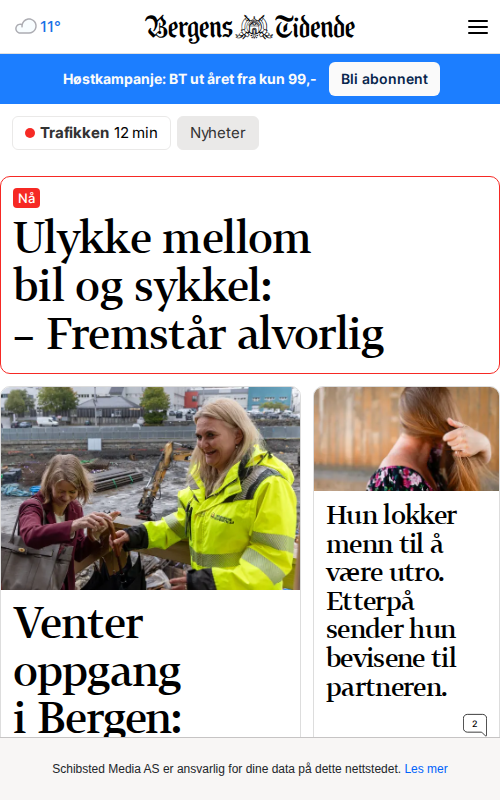 11°
Bergens Tidende
Høstkampanje: BT ut året fra kun 99,-
Bli abonnent
Trafikken 12 min
Nyheter
Nå
Ulykke mellom
bil og sykkel:
– Fremstår alvorlig
Venter
oppgang
i Bergen:
Hun lokker
menn til å
være utro.
Etterpå
sender hun
bevisene til
partneren.
2
Schibsted Media AS er ansvarlig for dine data på dette nettstedet. Les mer